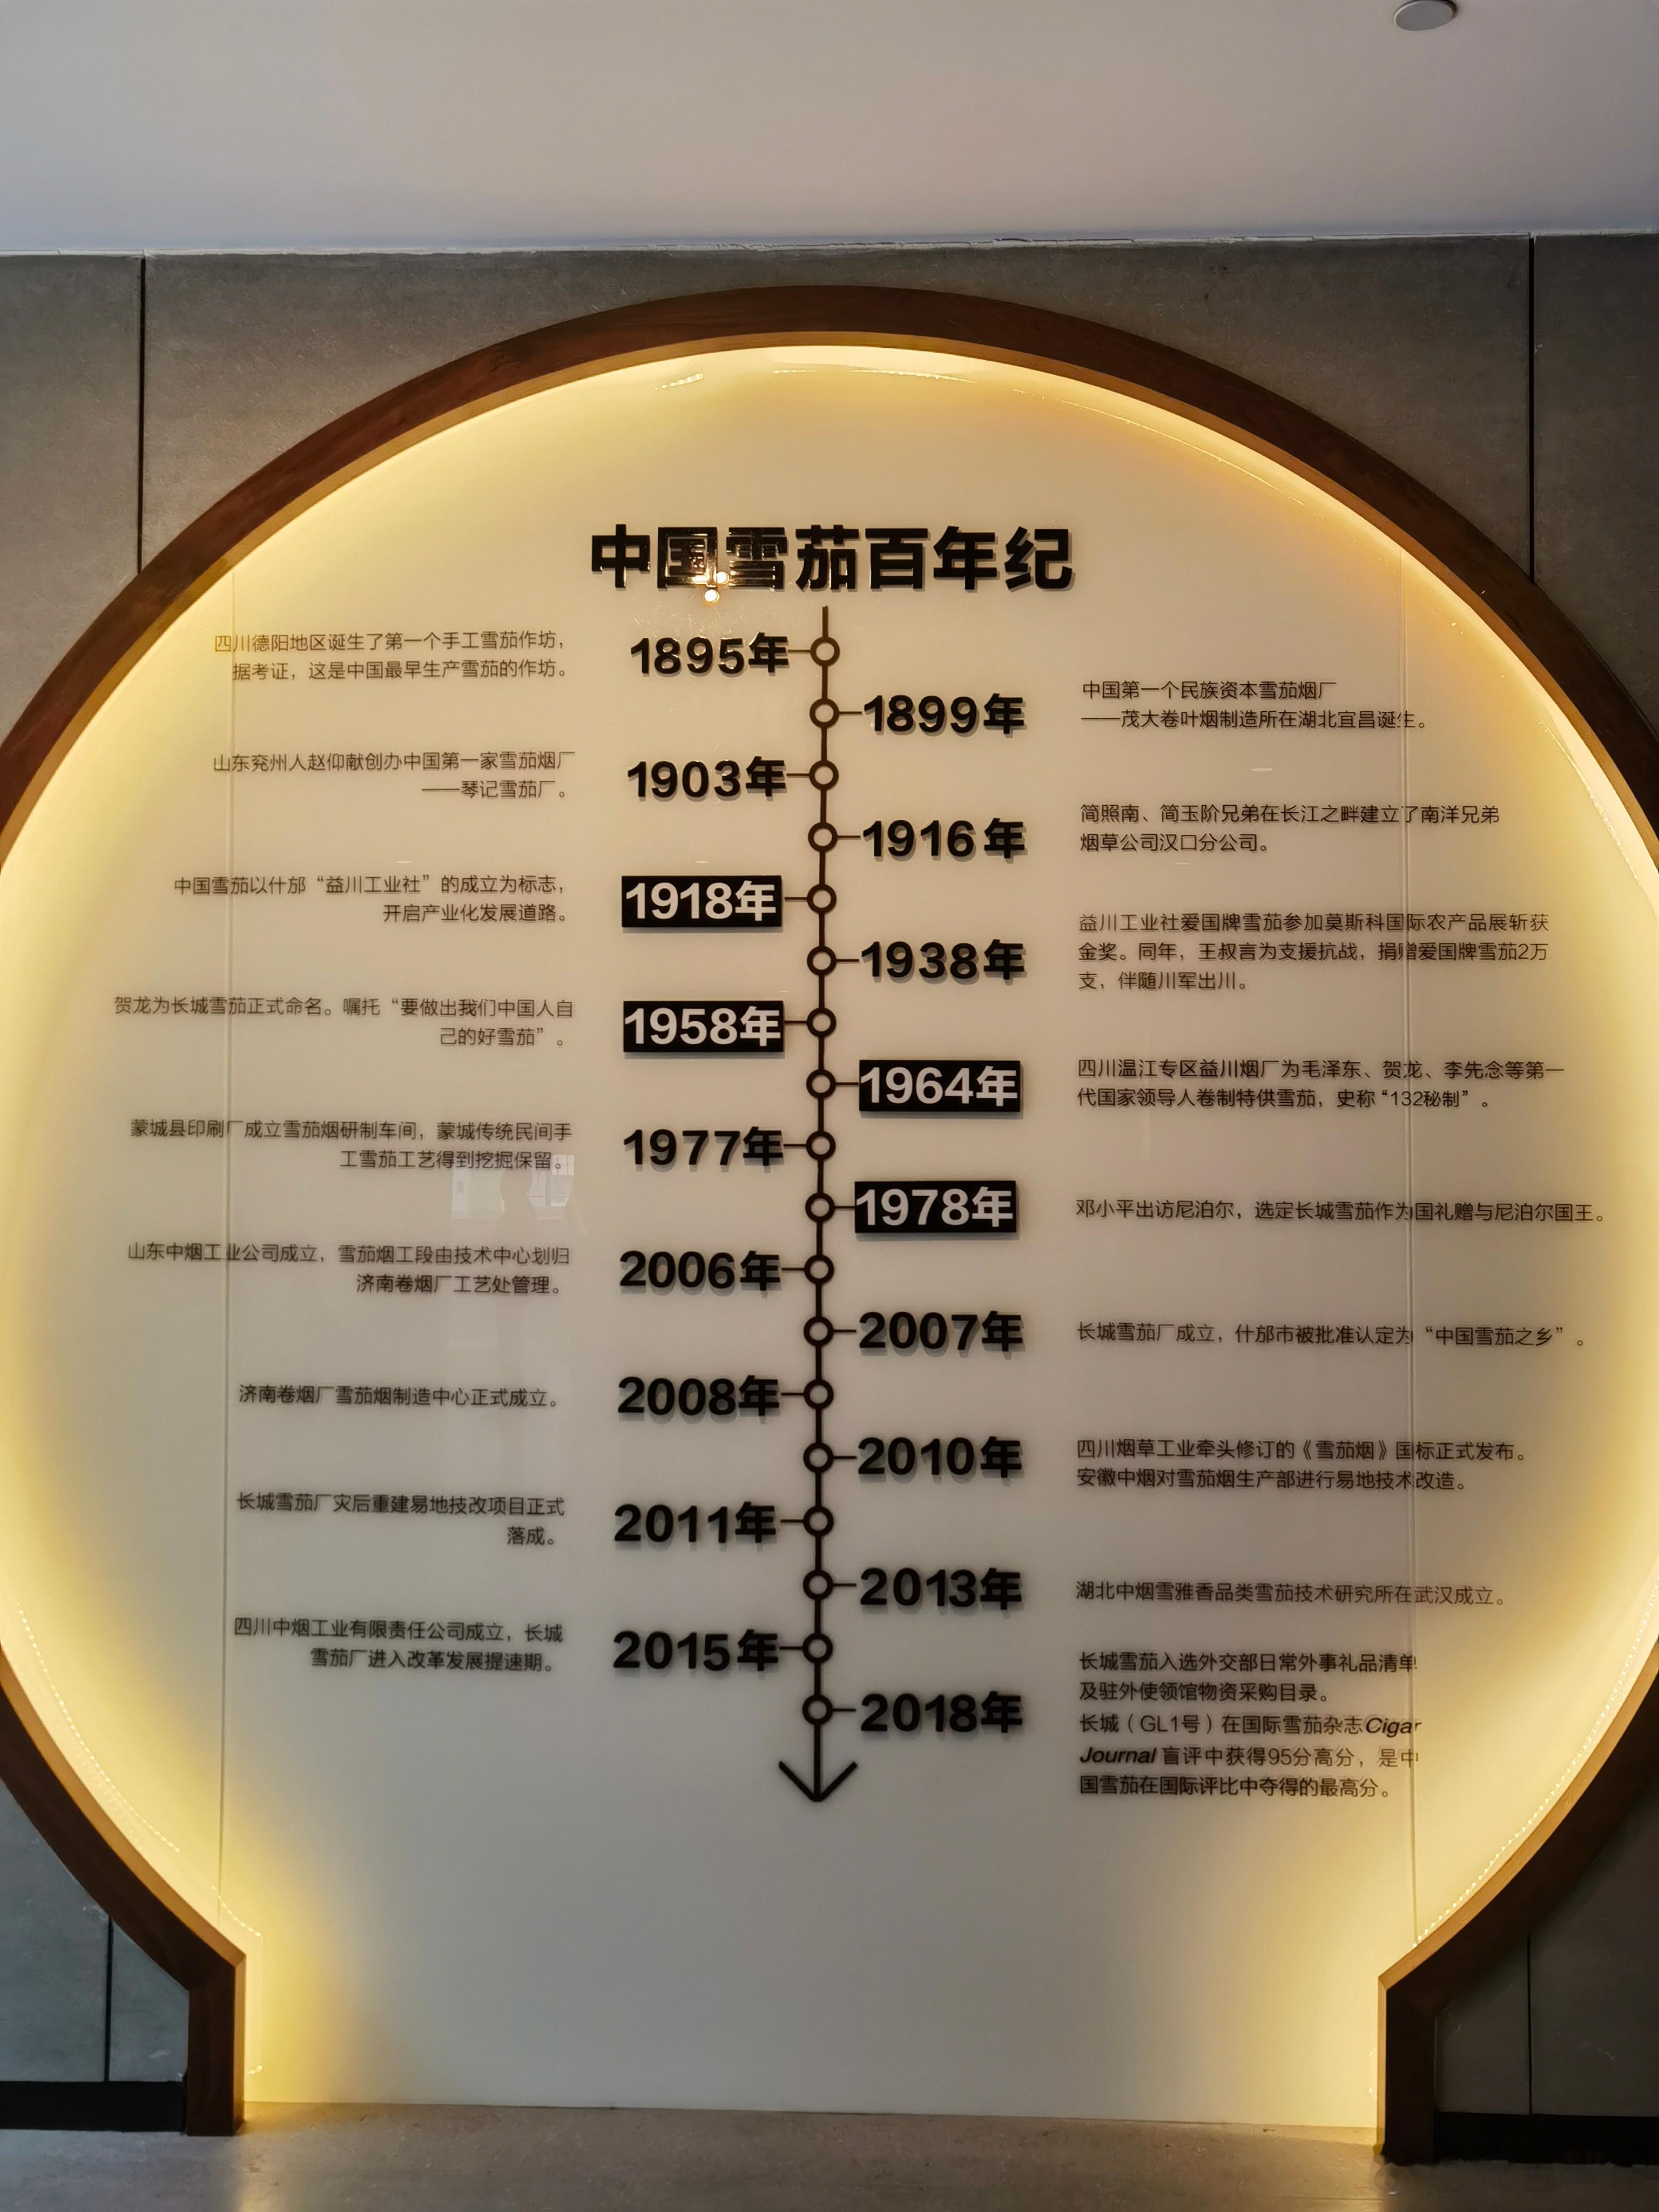 中国雪茄百年纪
1895年
四川德阳地区诞生了第一个手工雪茄作坊，
据考证，这是中国最早生产雪茄的作坊。
1899年
中国第一个民族资本雪茄烟厂
——茂大卷叶烟制造所在湖北宜昌诞生。
1903年
山东兖州人赵仰献创办中国第一家雪茄烟厂
——琴记雪茄厂。
1916年
简照南、简玉阶兄弟在长江之畔建立了南洋兄弟
烟草公司汉口分公司。
1918年
中国雪茄以什邡“益川工业社”的成立为标志，
开启产业化发展道路。
1938年
益川工业社爱国牌雪茄参加莫斯科国际农产品展斩获
金奖。同年，王叔言为支援抗战，捐赠爱国牌雪茄2万
支，伴随川军出川。
1958年
贺龙为长城雪茄正式命名。嘱托“要做出我们中国人自
己的好雪茄”。
1964年
四川温江专区益川烟厂为毛泽东、贺龙、李先念等第一
代国家领导人卷制特供雪茄，史称“132秘制”。
1977年
蒙城县印刷厂成立雪茄烟研制车间，蒙城传统民间手
工雪茄工艺得到挖掘保留。
1978年
邓小平出访尼泊尔，选定长城雪茄作为国礼赠与尼泊尔国王。
2006年
山东中烟工业公司成立，雪茄烟工段由技术中心划归
济南卷烟厂工艺处管理。
2007年
长城雪茄厂成立，什邡市被批准认定为“中国雪茄之乡”。
2008年
济南卷烟厂雪茄烟制造中心正式成立。
2010年
四川烟草工业牵头修订的《雪茄烟》国标正式发布。
安徽中烟对雪茄烟生产部进行易地技术改造。
2011年
长城雪茄厂灾后重建易地技改项目正式
落成。
2013年
湖北中烟雪雅香品类雪茄技术研究所在武汉成立。
2015年
四川中烟工业有限责任公司成立，长城
雪茄厂进入改革发展提速期。
2018年
长城雪茄入选外交部日常外事礼品清单
及驻外使领馆物资采购目录。
长城（GL1号）在国际雪茄杂志Cigar
Journal 盲评中获得95分高分，是中
国雪茄在国际评比中夺得的最高分。